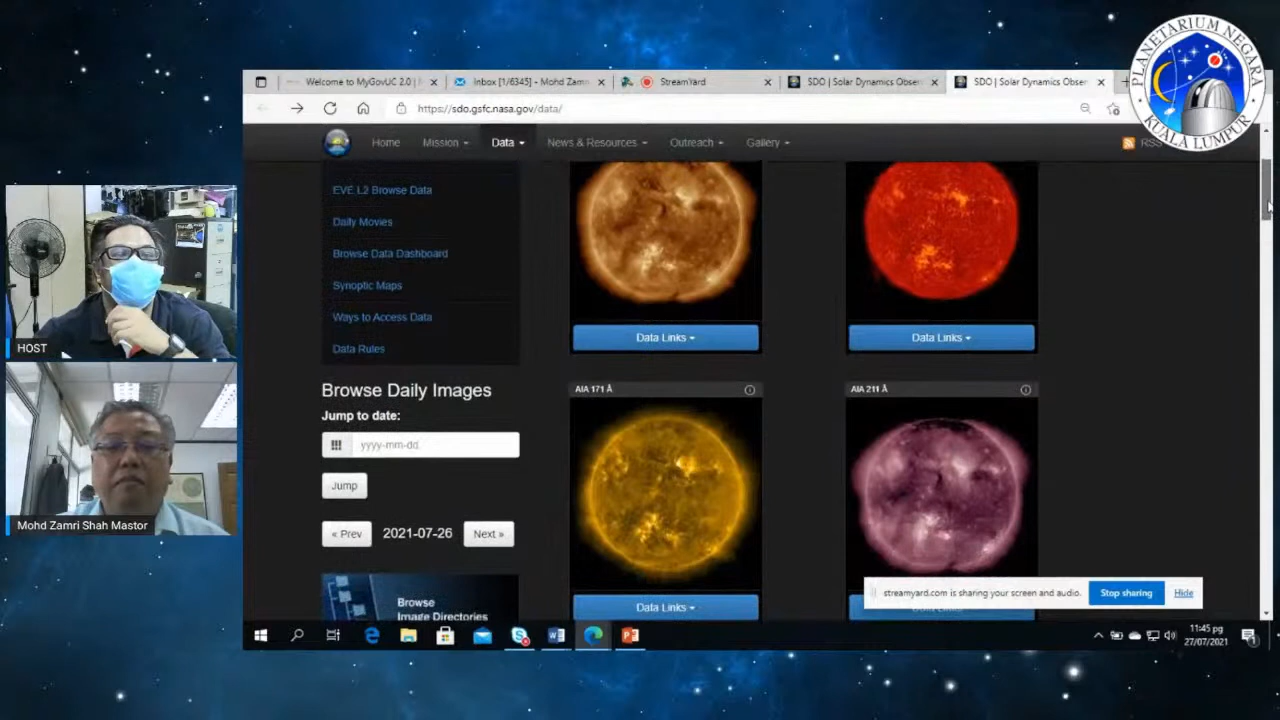 PLANETARIUM NEGARA
KUALA LUMPUR
Welcome to MyGovUC 2.0 |
Inbox [1/6345] - Mohd Zamri
StreamYard
SDO | Solar Dynamics Obser
SDO | Solar Dynamics Obser
https://sdo.gsfc.nasa.gov/data/
Home
Mission
Data
News & Resources
Outreach
Gallery
RSS
EVE L2 Browse Data
Daily Movies
Browse Data Dashboard
Synoptic Maps
Ways to Access Data
Data Rules
Data Links
Data Links
Browse Daily Images
Jump to date:
yyyy-mm-dd
Jump
« Prev
2021-07-26
Next »
Browse
Image Directories
AIA 171 Å
AIA 211 Å
Data Links
Data Links
streamyard.com is sharing your screen and audio.
Stop sharing
Hide
HOST
Mohd Zamri Shah Mastor
11:45 pg
27/07/2021